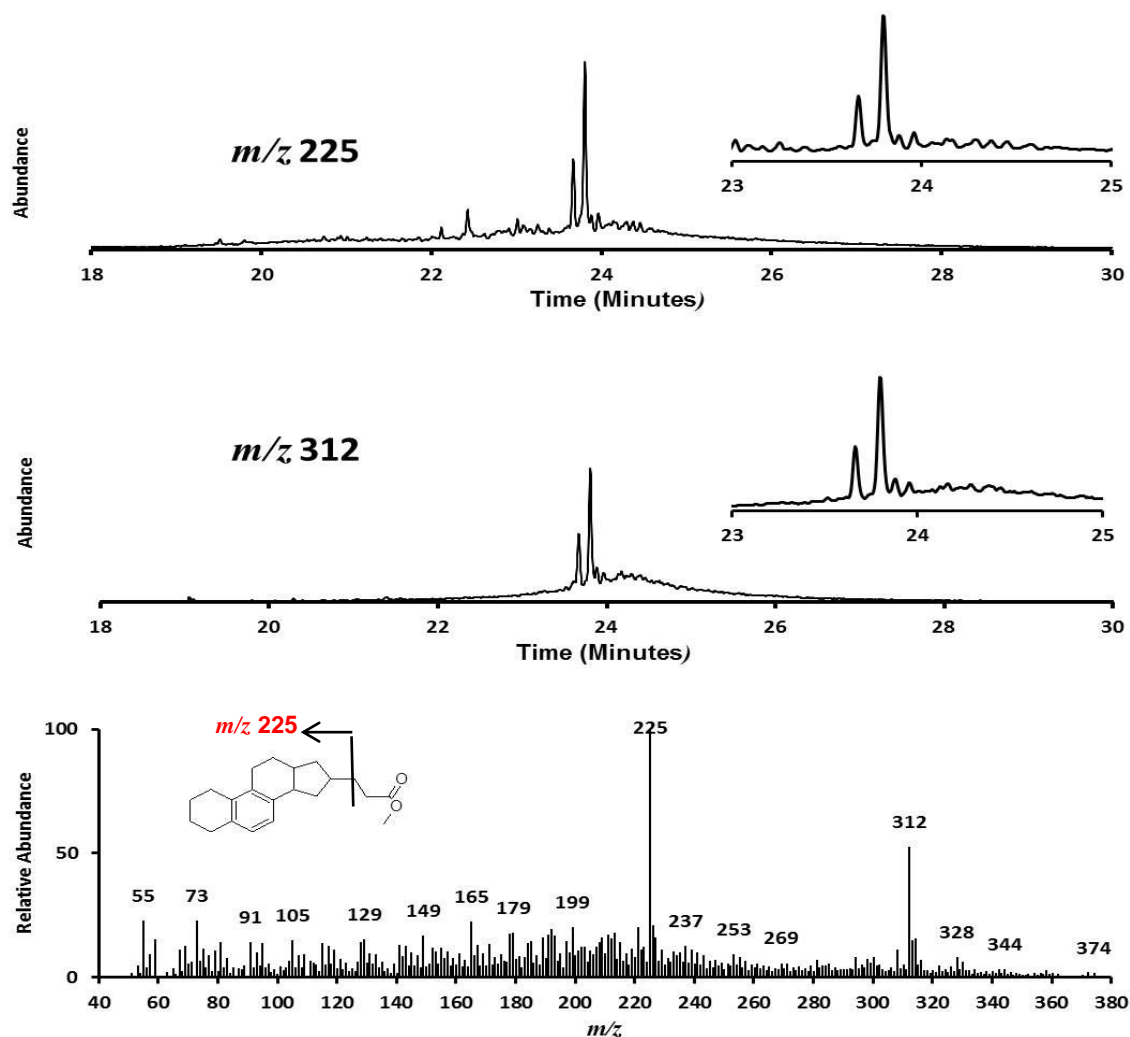 Abundance
m/z 225
23 24 25
18 20 22 24 26 28 30
Time (Minutes)
Abundance
m/z 312
23 24 25
18 20 22 24 26 28 30
Time (Minutes)
Relative Abundance
100
50
0
m/z 225
O
O
225
312
55
73
91
105
129
149
165
179
199
237
253
269
328
344
374
40 60 80 100 120 140 160 180 200 220 240 260 280 300 320 340 360 380
m/z